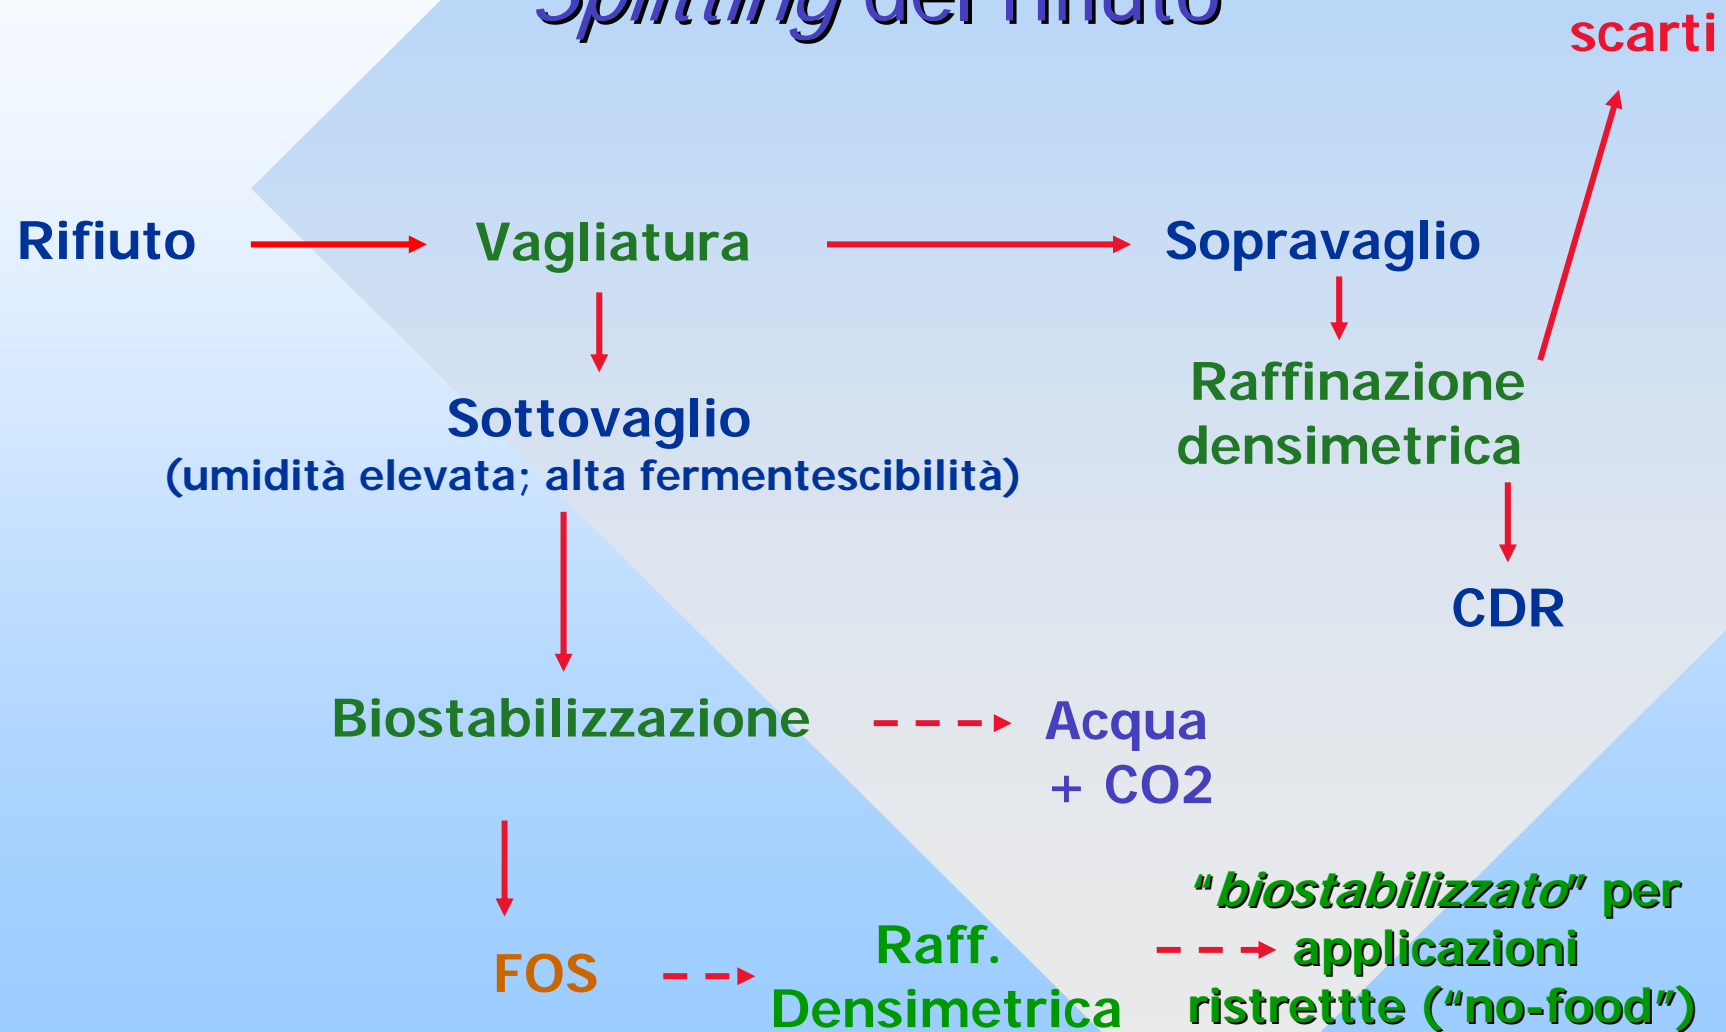 Splitting del rifiuto
scarti
Rifiuto
Vagliatura
Sopravaglio
Raffinazione
densimetrica
Sottovaglio
(umidità elevata; alta fermentescibilità)
CDR
Biostabilizzazione
Acqua
+ CO2
FOS
Raff.
Densimetrica
"biostabilizzato" per
applicazioni
ristrettte ("no-food")